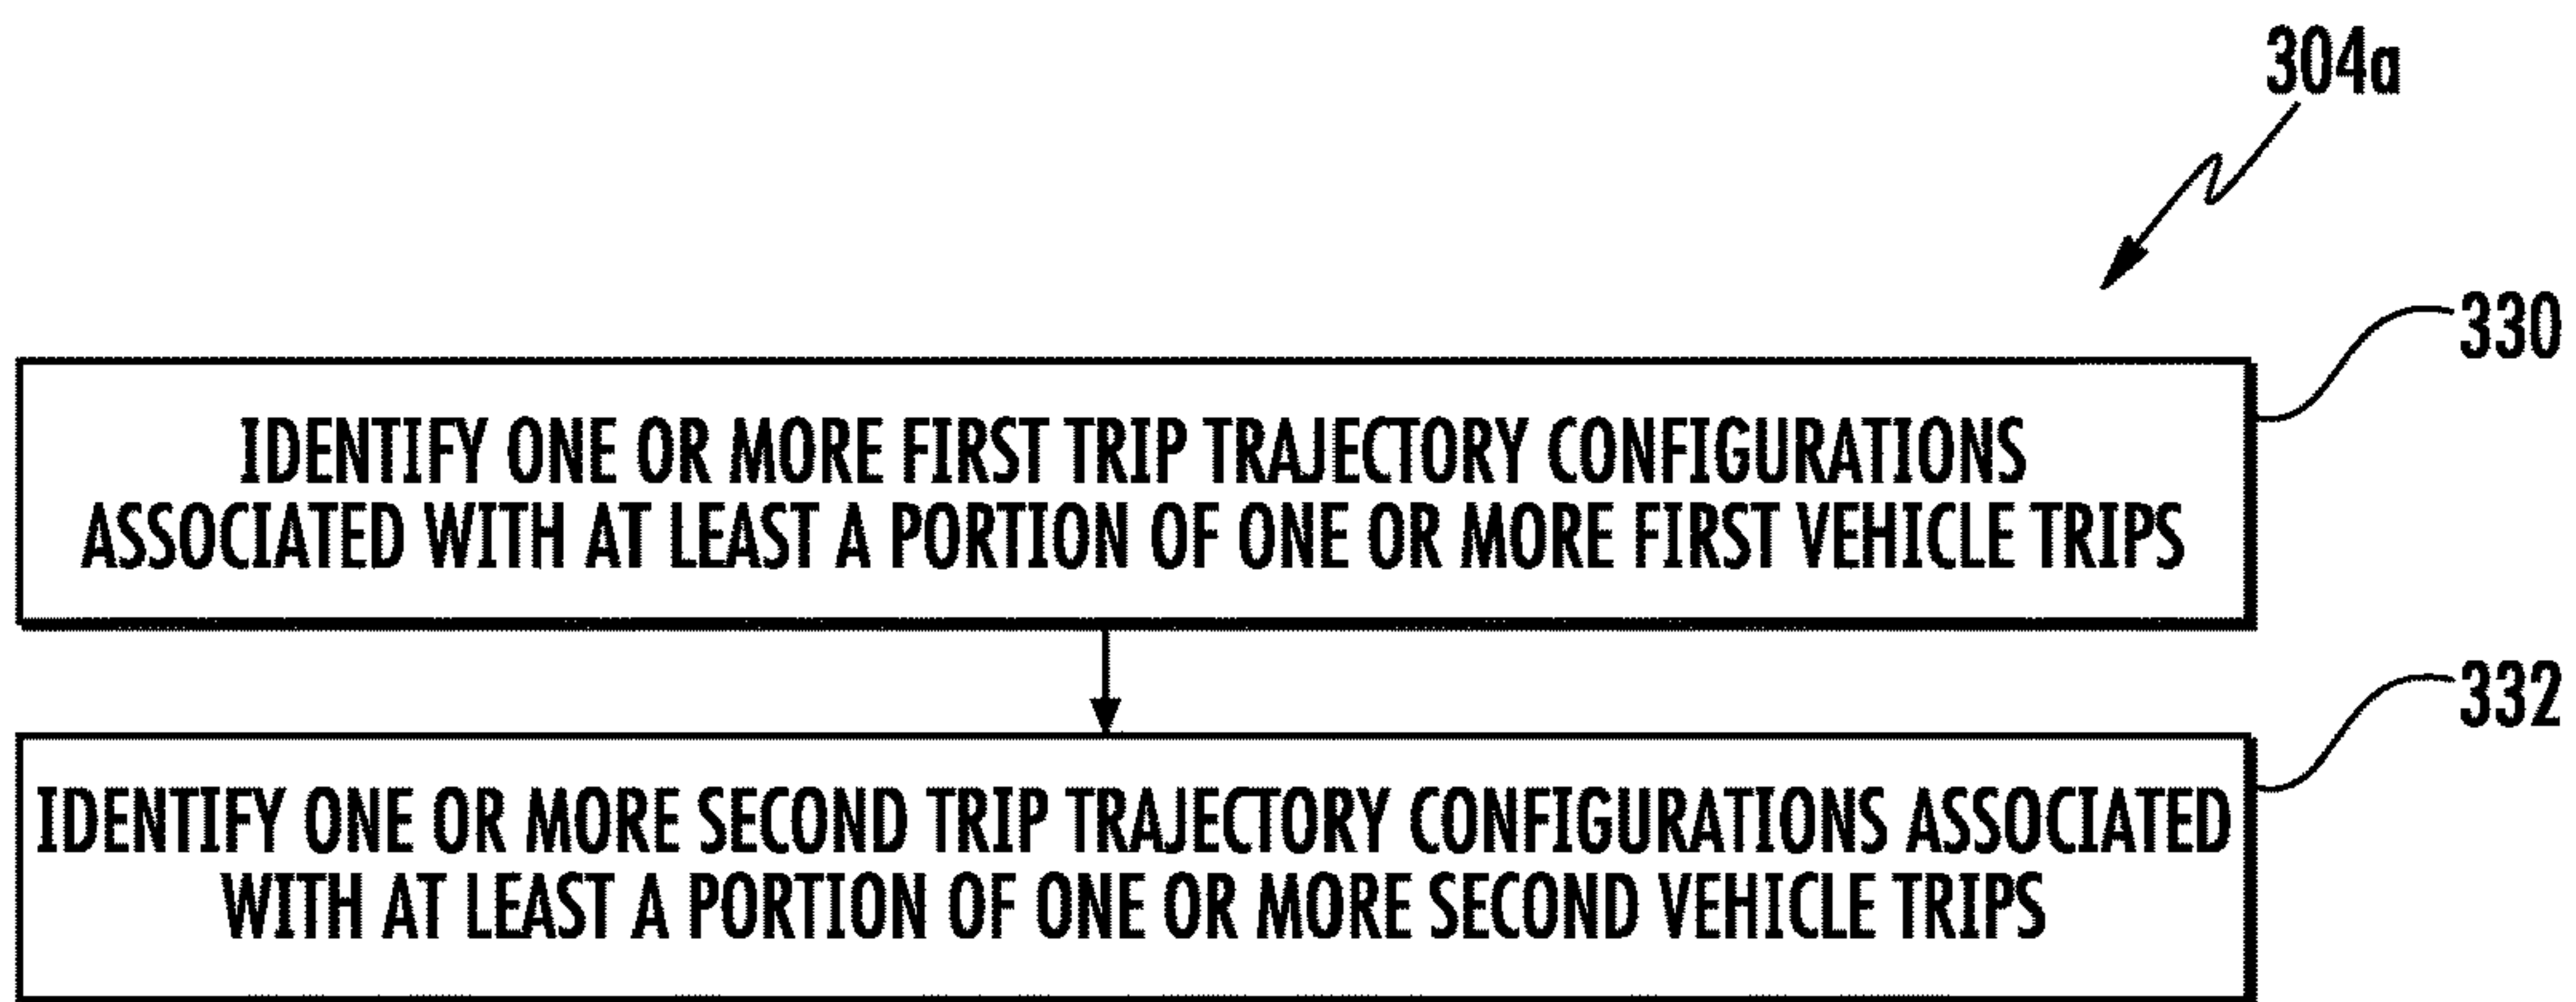 304a
330
IDENTIFY ONE OR MORE FIRST TRIP TRAJECTORY CONFIGURATIONS
ASSOCIATED WITH AT LEAST A PORTION OF ONE OR MORE FIRST VEHICLE TRIPS
332
IDENTIFY ONE OR MORE SECOND TRIP TRAJECTORY CONFIGURATIONS ASSOCIATED
WITH AT LEAST A PORTION OF ONE OR MORE SECOND VEHICLE TRIPS